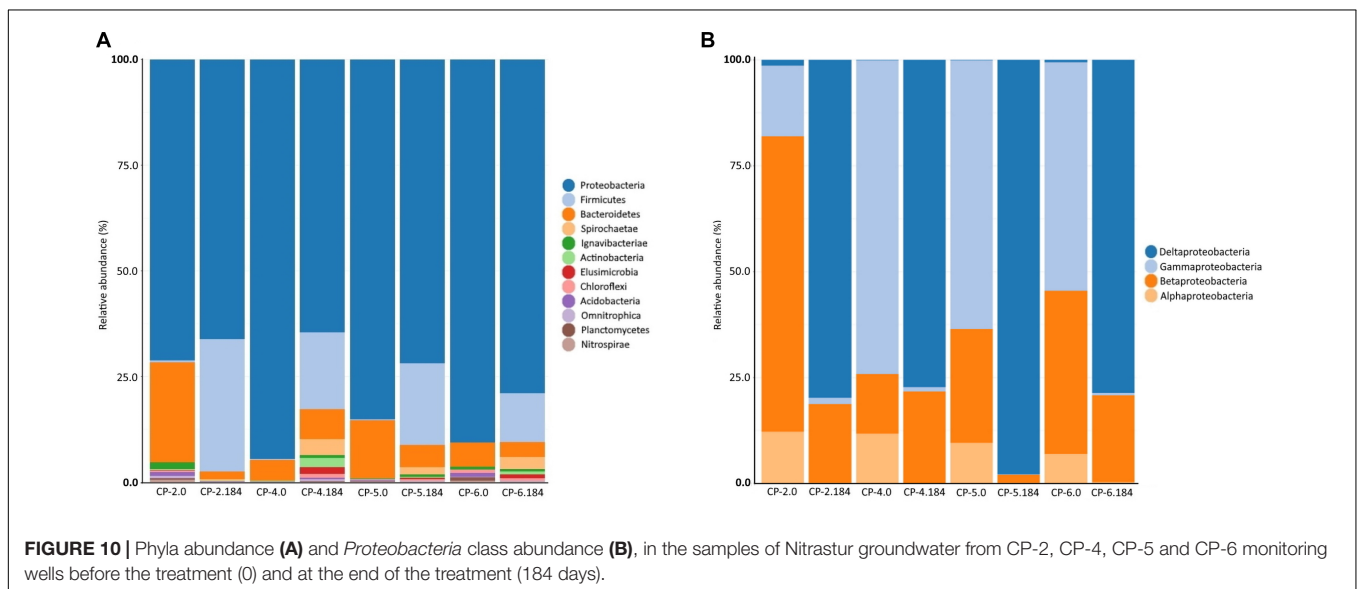 A
B
100.0
75.0
50.0
25.0
0.0
Relative abundance (%)
CP-2.0 CP-2.184 CP-4.0 CP-4.184 CP-5.0 CP-5.184 CP-6.0 CP-6.184
Proteobacteria
Firmicutes
Bacteroidetes
Spirochaetae
Ignavibacteriae
Actinobacteria
Elusimicrobia
Chloroflexi
Acidobacteria
Omnitrophica
Planctomycetes
Nitrospirae
100.0
75.0
50.0
25.0
0.0
Relative abundance (%)
CP-2.0 CP-2.184 CP-4.0 CP-4.184 CP-5.0 CP-5.184 CP-6.0 CP-6.184
Deltaproteobacteria
Gammaproteobacteria
Betaproteobacteria
Alphaproteobacteria
FIGURE 10 | Phyla abundance (A) and Proteobacteria class abundance (B), in the samples of Nitrastur groundwater from CP-2, CP-4, CP-5 and CP-6 monitoring
wells before the treatment (0) and at the end of the treatment (184 days).